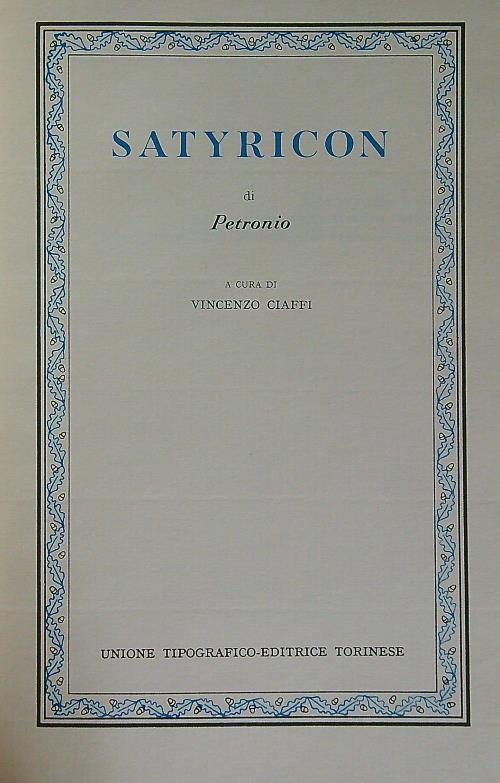 SATYRICON
di
Petronio
A CURA DI
VINCENZO CIAFFI
UNIONE TIPOGRAFICO-EDITRICE TORINESE